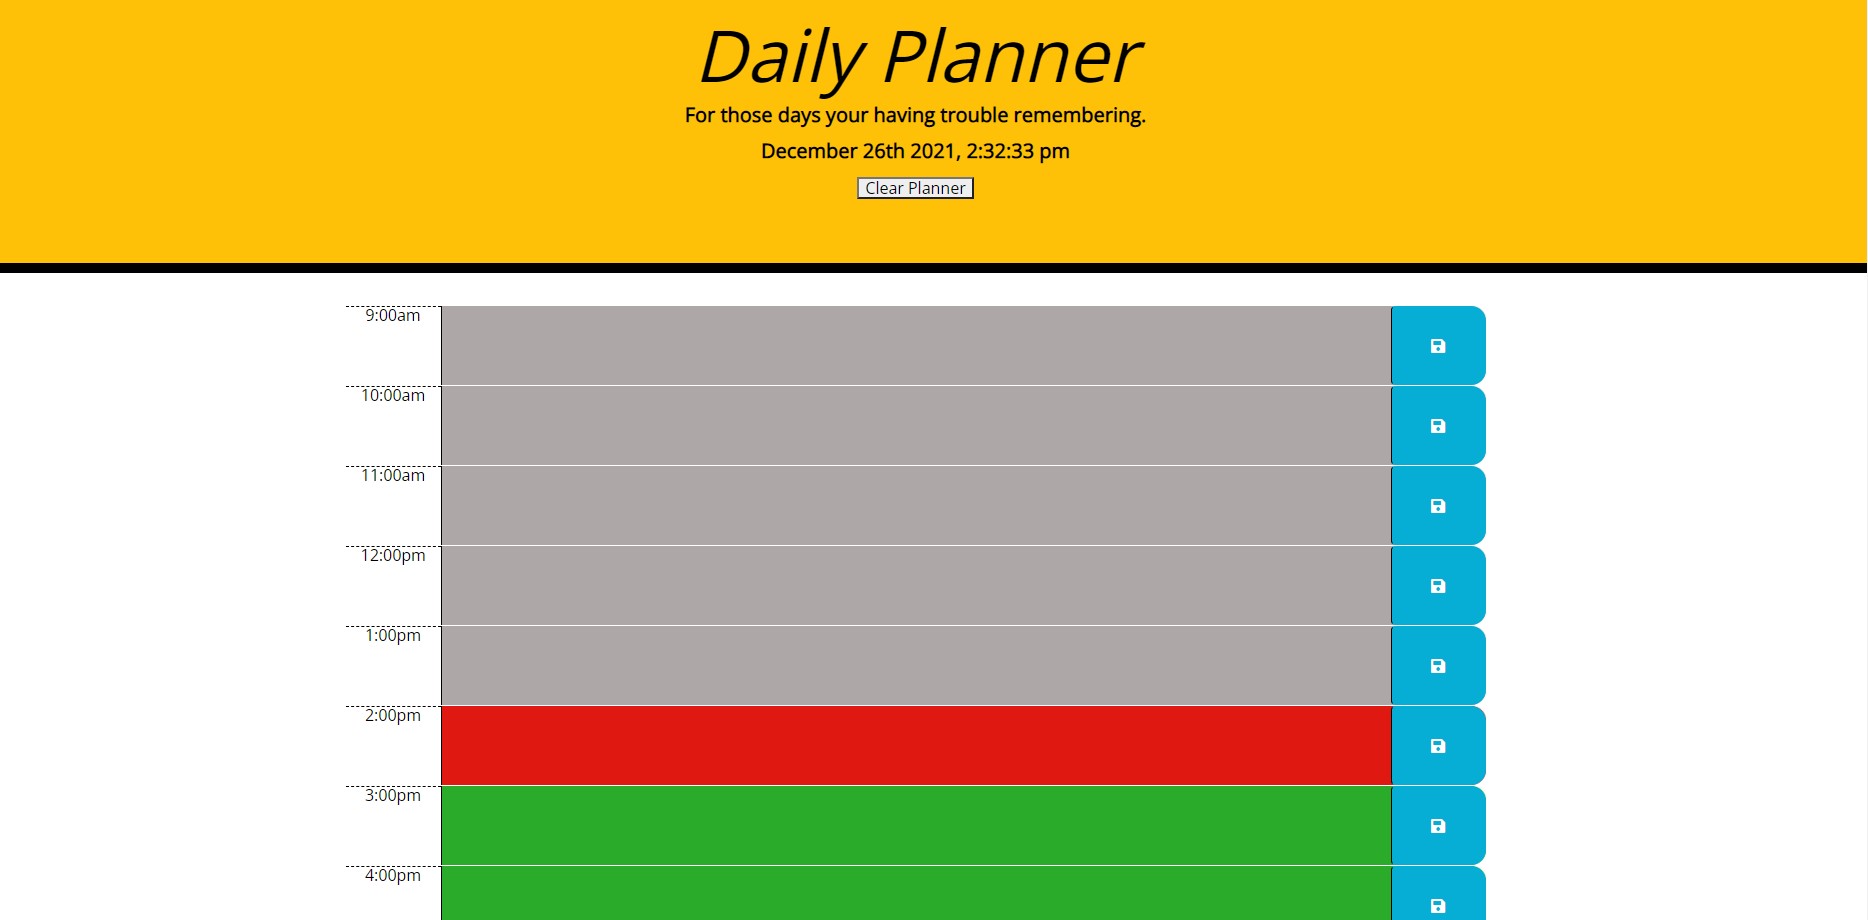 Daily Planner
For those days your having trouble remembering.
December 26th 2021, 2:32:33 pm
Clear Planner
9:00am
10:00am
11:00am
12:00pm
1:00pm
2:00pm
3:00pm
4:00pm